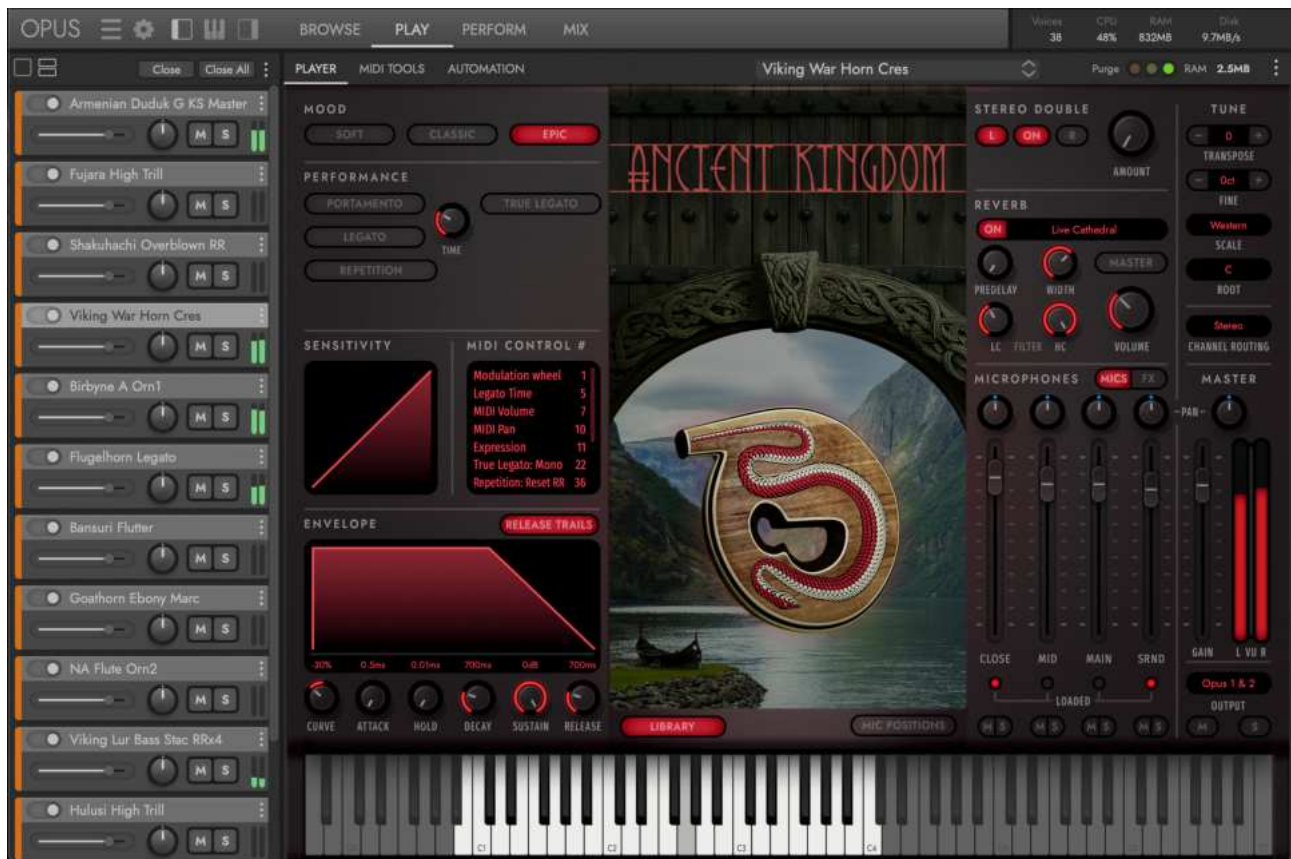 OPUS BROWSE PLAY PERFORM MIX
Voices CPU RAM Disk
38 48% 832MB 9.7MB/s
Close Close All
PLAYER MIDI TOOLS AUTOMATION Viking War Horn Cres Purge RAM 2.5MB
Armenian Duduk G KS Master
M S
Fujara High Trill
M S
Shakuhachi Overblown RR
M S
Viking War Horn Cres
M S
Birbyne A Orn1
M S
Flugelhorn Legato
M S
Bansuri Flutter
M S
Goathorn Ebony Marc
M S
NA Flute Orn2
M S
Viking Lur Bass Stac RRx4
M S
Hulusi High Trill
M S
MOOD
SOFT CLASSIC EPIC
PERFORMANCE
PORTAMENTO TRUE LEGATO
LEGATO
TIME
REPETITION
SENSITIVITY
MIDI CONTROL #
Modulation wheel 1
Legato Time 5
MIDI Volume 7
MIDI Pan 10
Expression 11
True Legato: Mono 22
Repetition: Reset RR 36
ENVELOPE RELEASE TRAILS
-30% 0.5ms 0.01ms 700ms 0dB 700ms
CURVE ATTACK HOLD DECAY SUSTAIN RELEASE
ANCIENT KINGDOM
LIBRARY MIC POSITIONS
STEREO DOUBLE
L ON R
AMOUNT
REVERB
ON Live Cathedral
MASTER
PREDELAY WIDTH
LC FILTER HC VOLUME
MICROPHONES MICS FX
-PAN-
CLOSE MID MAIN SRND
LOADED
M S M S M S M S
TUNE
- 0 +
TRANSPOSE
- 0ct +
FINE
Western
SCALE
C
ROOT
Stereo
CHANNEL ROUTING
MASTER
GAIN L VU R
Opus 1 & 2
OUTPUT
M S
C1 C2 C3 C4